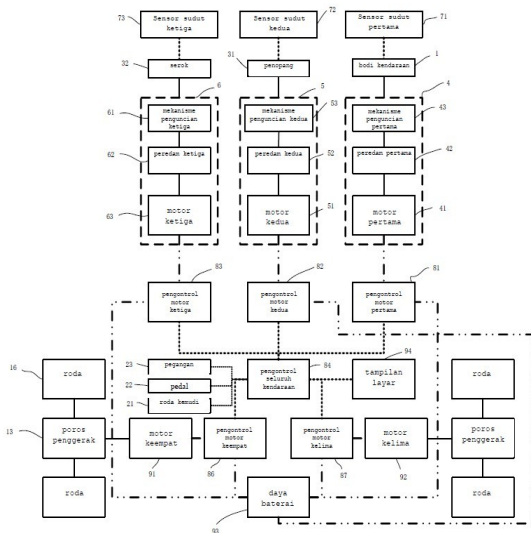 73
Sensor sudut
ketiga
72
Sensor sudut
kedua
71
Sensor sudut
pertama
32
serok
31
penopang
1
bodi kendaraan
6
5
4
61
mekanisme
penguncian
ketiga
mekanisme
penguncian kedua
53
mekanisme
penguncian
pertama
43
62
peredam ketiga
peredam kedua
52
peredam pertama
42
63
motor
ketiga
motor
kedua
51
motor
pertama
41
83
pengontrol
motor
ketiga
82
pengontrol
motor
kedua
81
pengontrol
motor
pertama
94
16
roda
23
pegangan
22
pedal
21
roda kemudi
pengontrol
seluruh
kendaraan
84
tampilan
layar
roda
13
poros
penggerak
motor
keempat
91
pengontrol
motor
keempat
86
pengontrol
motor
kelima
87
motor
kelima
92
poros
penggerak
roda
daya
baterai
93
roda